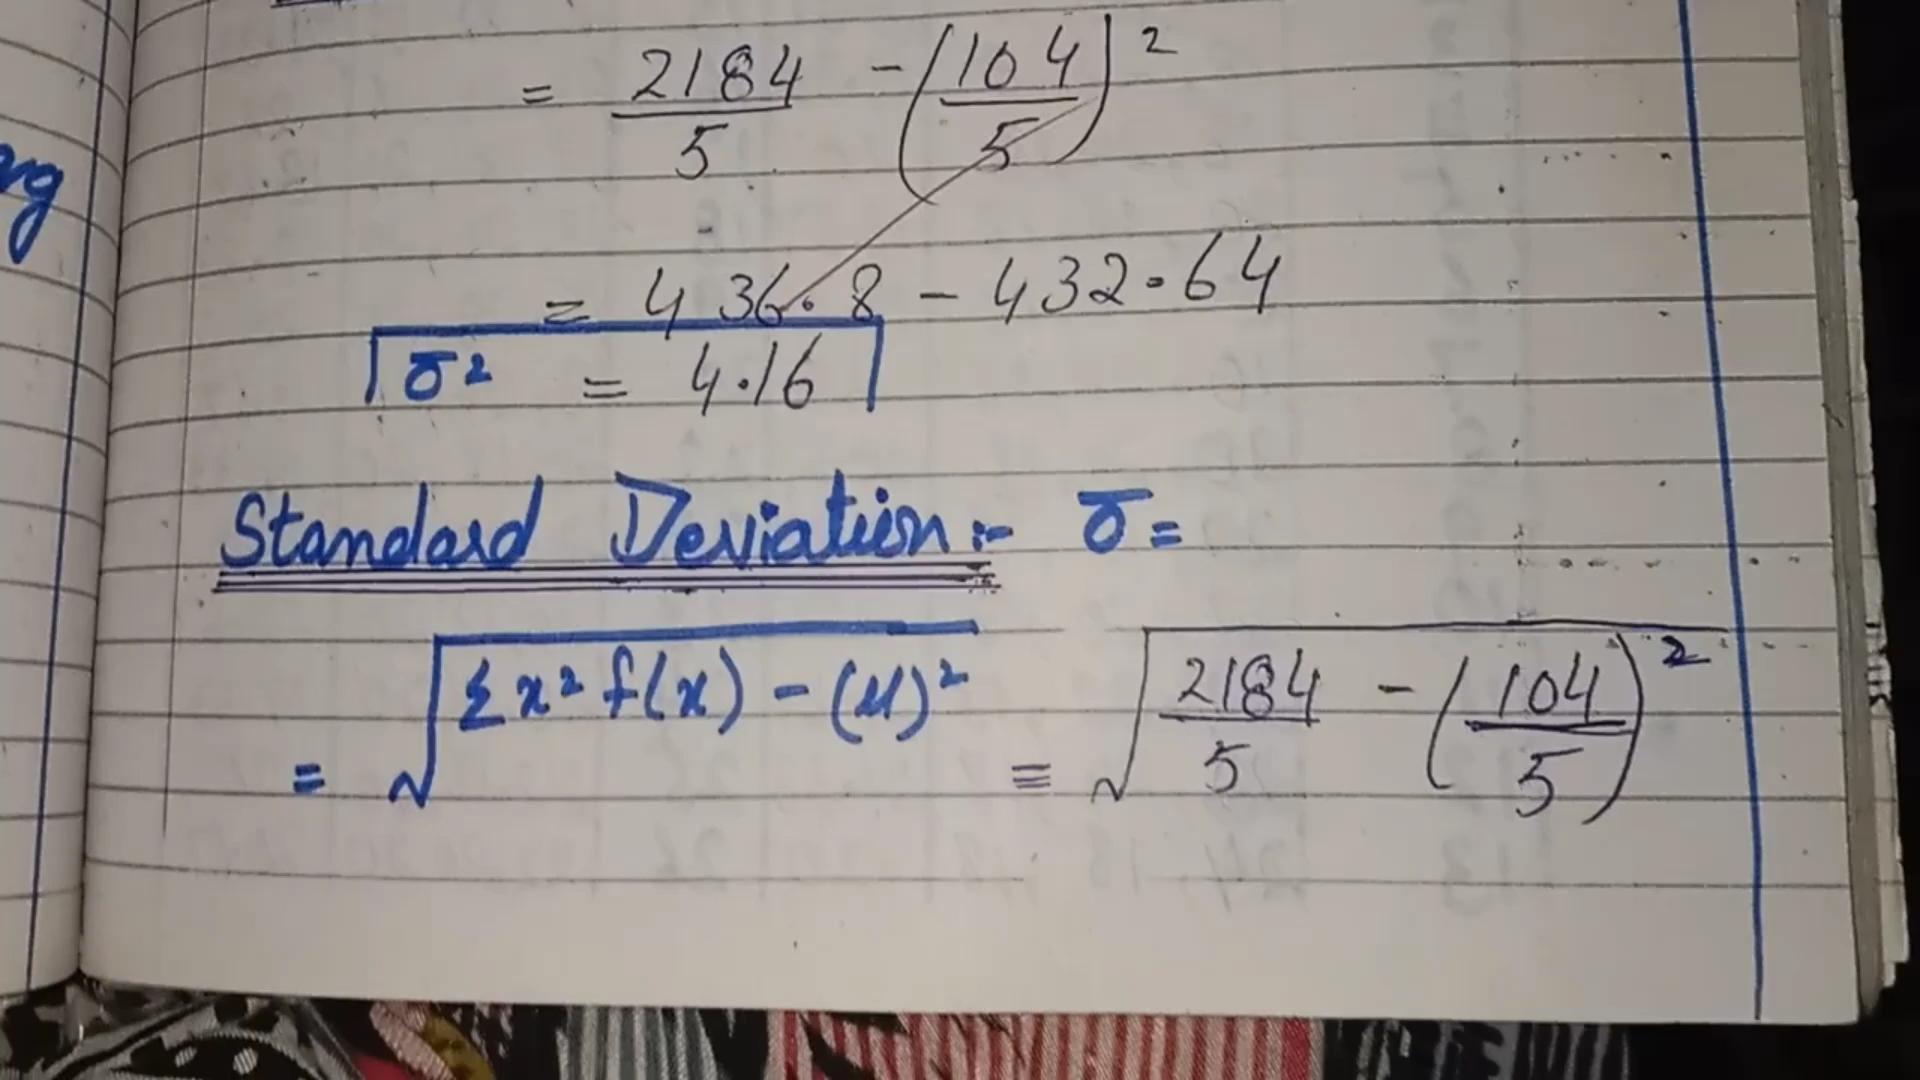 = 2184/5 - (104/5)²
= 436.8 - 432.64
σ² = 4.16
Standard Deviation :- σ =
= √(Σx² f(x) - (μ)²) = √(2184/5 - (104/5)²)